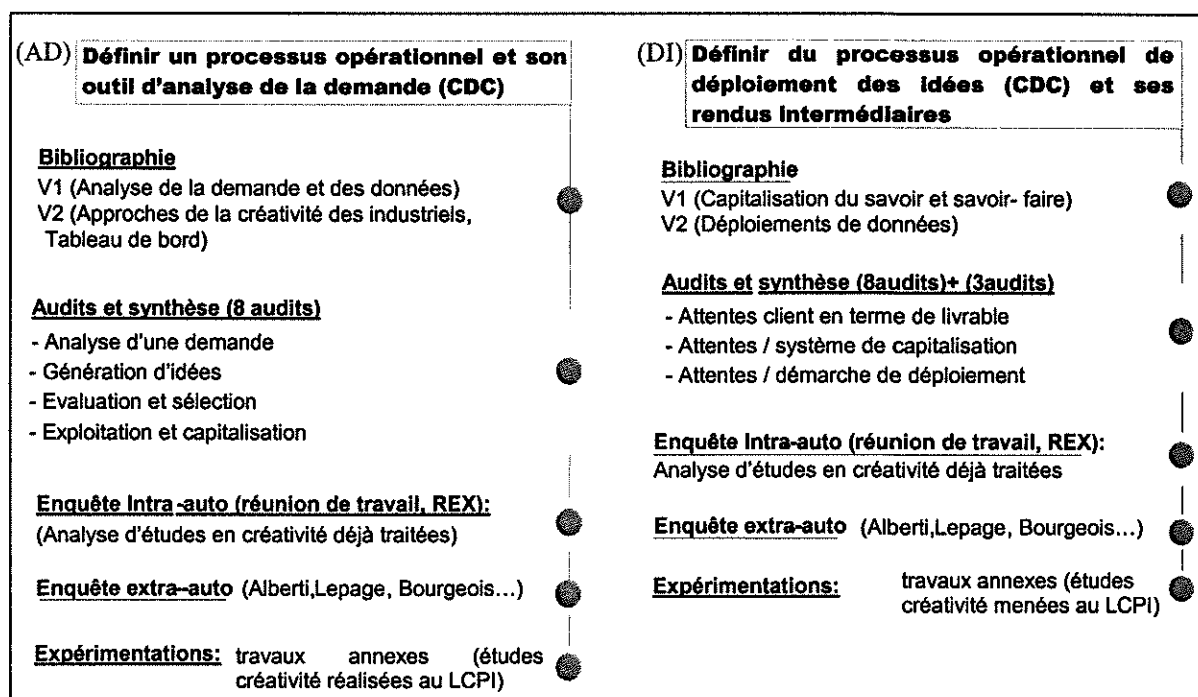 (AD) Définir un processus opérationnel et son
outil d'analyse de la demande (CDC)
Bibliographie
V1 (Analyse de la demande et des données)
V2 (Approches de la créativité des industriels,
Tableau de bord)
Audits et synthèse (8 audits)
- Analyse d'une demande
- Génération d'idées
- Evaluation et sélection
- Exploitation et capitalisation
Enquête Intra-auto (réunion de travail, REX):
(Analyse d'études en créativité déjà traitées)
Enquête extra-auto (Alberti,Lepage, Bourgeois...)
Expérimentations: travaux annexes (études
créativité réalisées au LCPI)
(DI) Définir du processus opérationnel de
déploiement des idées (CDC) et ses
rendus intermédiaires
Bibliographie
V1 (Capitalisation du savoir et savoir- faire)
V2 (Déploiements de données)
Audits et synthèse (8audits)+ (3audits)
- Attentes client en terme de livrable
- Attentes / système de capitalisation
- Attentes / démarche de déploiement
Enquête Intra-auto (réunion de travail, REX):
Analyse d'études en créativité déjà traitées
Enquête extra-auto (Alberti,Lepage, Bourgeois...)
Expérimentations: travaux annexes (études
créativité menées au LCPI)